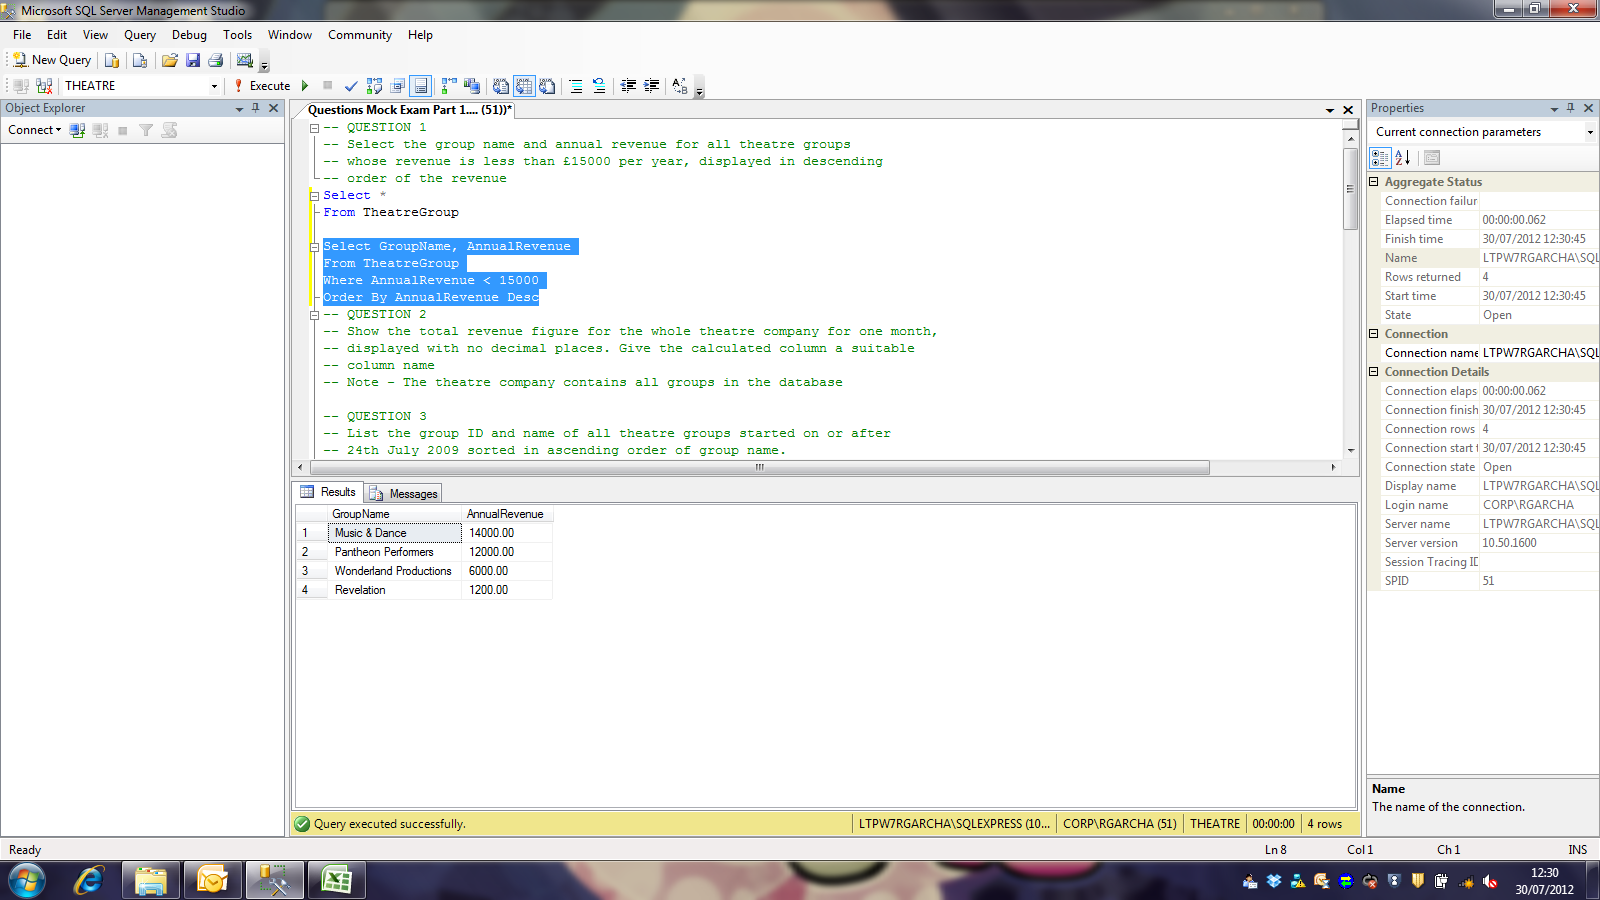 Microsoft SQL Server Management Studio
File Edit View Query Debug Tools Window Community Help
New Query
THEATRE Execute
Object Explorer
Connect
Questions Mock Exam Part 1.... (51))*
-- QUESTION 1
-- Select the group name and annual revenue for all theatre groups
-- whose revenue is less than £15000 per year, displayed in descending
-- order of the revenue
Select *
From TheatreGroup
Select GroupName, AnnualRevenue
From TheatreGroup
Where AnnualRevenue < 15000
Order By AnnualRevenue Desc
-- QUESTION 2
-- Show the total revenue figure for the whole theatre company for one month,
-- displayed with no decimal places. Give the calculated column a suitable
-- column name
-- Note - The theatre company contains all groups in the database
-- QUESTION 3
-- List the group ID and name of all theatre groups started on or after
-- 24th July 2009 sorted in ascending order of group name.
Results Messages
GroupName AnnualRevenue
1 Music & Dance 14000.00
2 Pantheon Performers 12000.00
3 Wonderland Productions 6000.00
4 Revelation 1200.00
Query executed successfully. LTPW7RGARCHA\SQLEXPRESS (10... CORP\RGARCHA (51) THEATRE 00:00:00 4 rows
Properties
Current connection parameters
Aggregate Status
Connection failur
Elapsed time 00:00:00.062
Finish time 30/07/2012 12:30:45
Name LTPW7RGARCHA\SQL
Rows returned 4
Start time 30/07/2012 12:30:45
State Open
Connection
Connection name LTPW7RGARCHA\SQL
Connection Details
Connection elaps 00:00:00.062
Connection finish 30/07/2012 12:30:45
Connection rows 4
Connection start t 30/07/2012 12:30:45
Connection state Open
Display name LTPW7RGARCHA\SQL
Login name CORP\RGARCHA
Server name LTPW7RGARCHA\SQL
Server version 10.50.1600
Session Tracing ID
SPID 51
Name
The name of the connection.
Ready Ln 8 Col 1 Ch 1 INS
12:30
30/07/2012